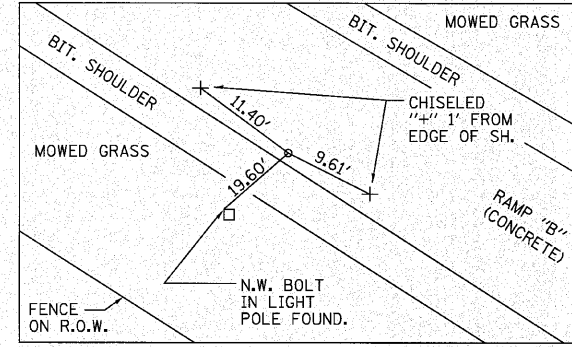 MOWED GRASS
BIT. SHOULDER
BIT. SHOULDER
11.40'
CHISELED
"+" 1' FROM
EDGE OF SH.
MOWED GRASS
9.61'
19.60'
RAMP "B"
(CONCRETE)
N.W. BOLT
IN LIGHT
POLE FOUND.
FENCE
ON R.O.W.